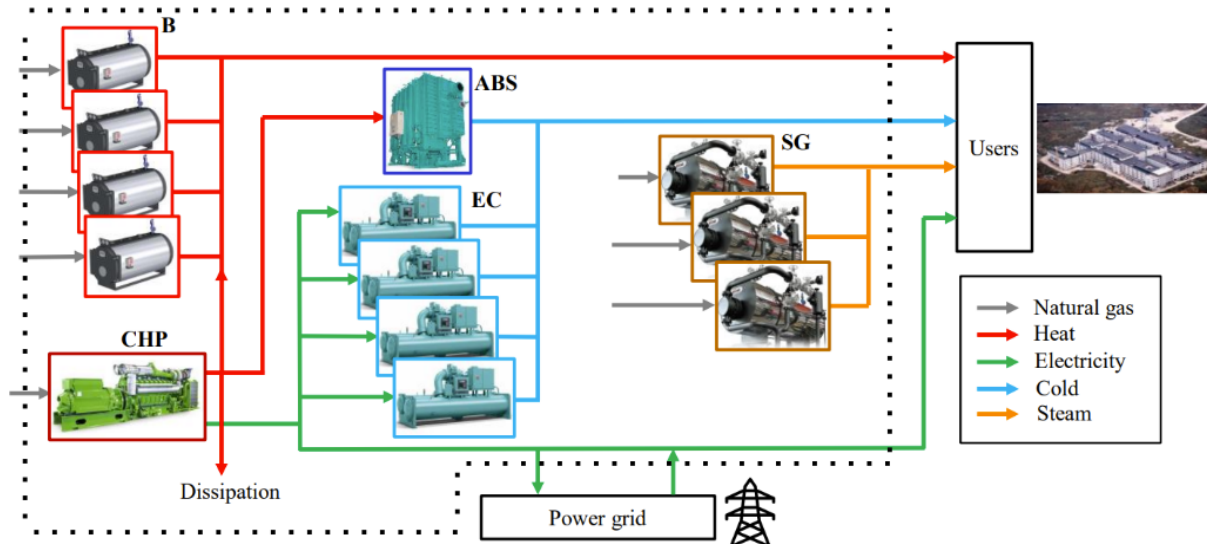 B
ABS
SG
Users
EC
CHP
Natural gas
Heat
Electricity
Cold
Steam
Dissipation
Power grid